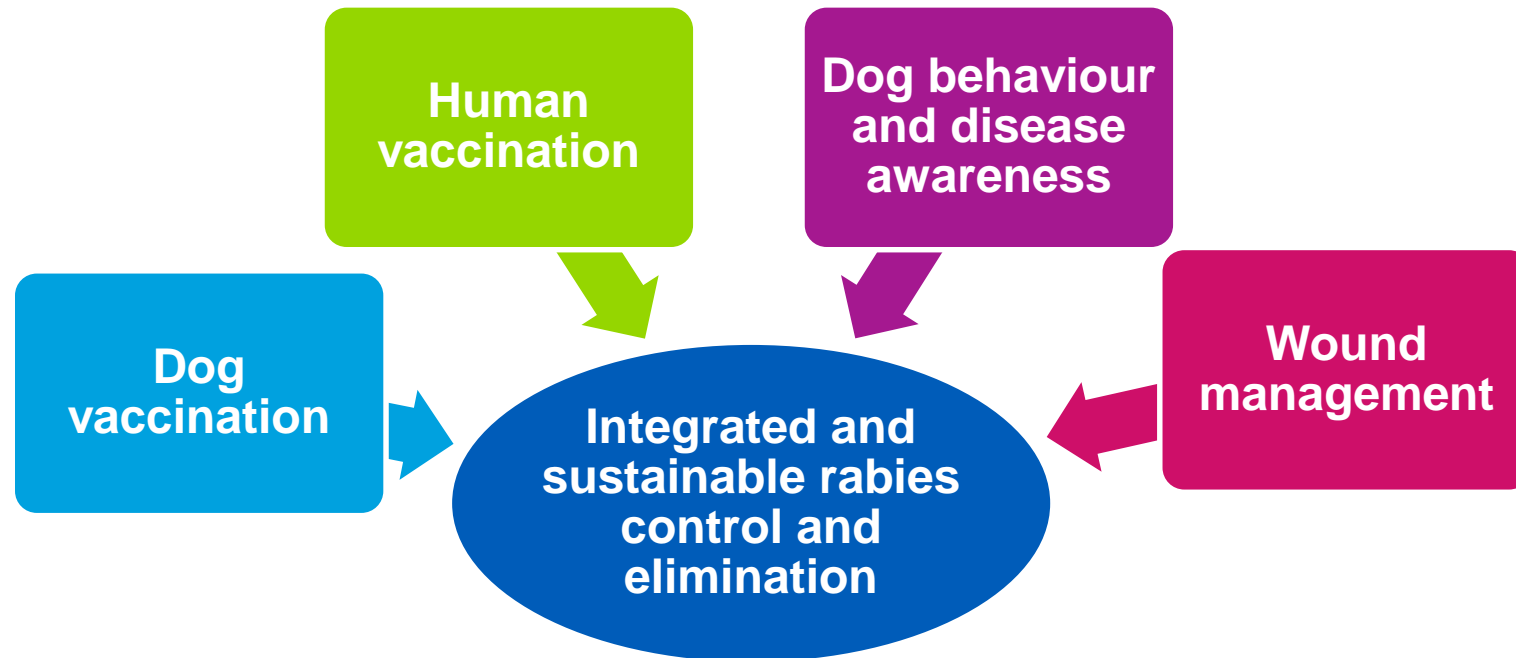 Human
vaccination
Dog behaviour
and disease
awareness
Dog
vaccination
Wound
management
Integrated and
sustainable rabies
control and
elimination